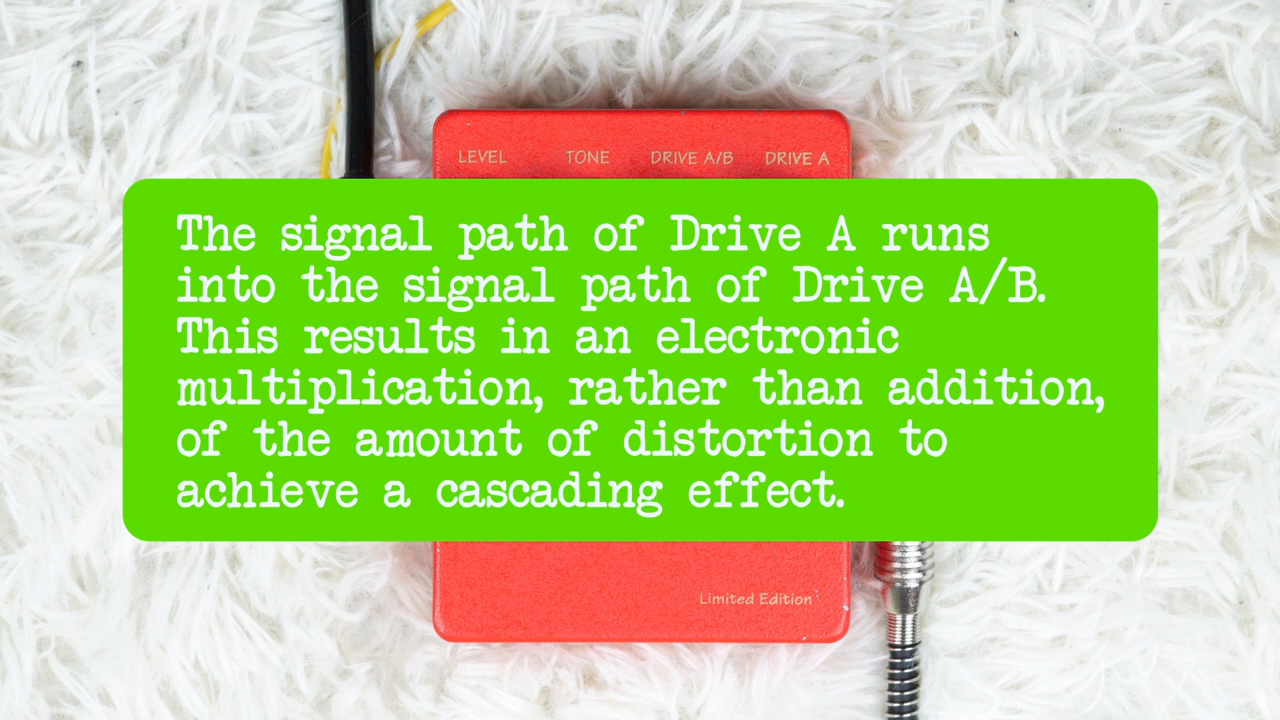 LEVEL TONE DRIVE A/B DRIVE A
The signal path of Drive A runs
into the signal path of Drive A/B.
This results in an electronic
multiplication, rather than addition,
of the amount of distortion to
achieve a cascading effect.
Limited Edition